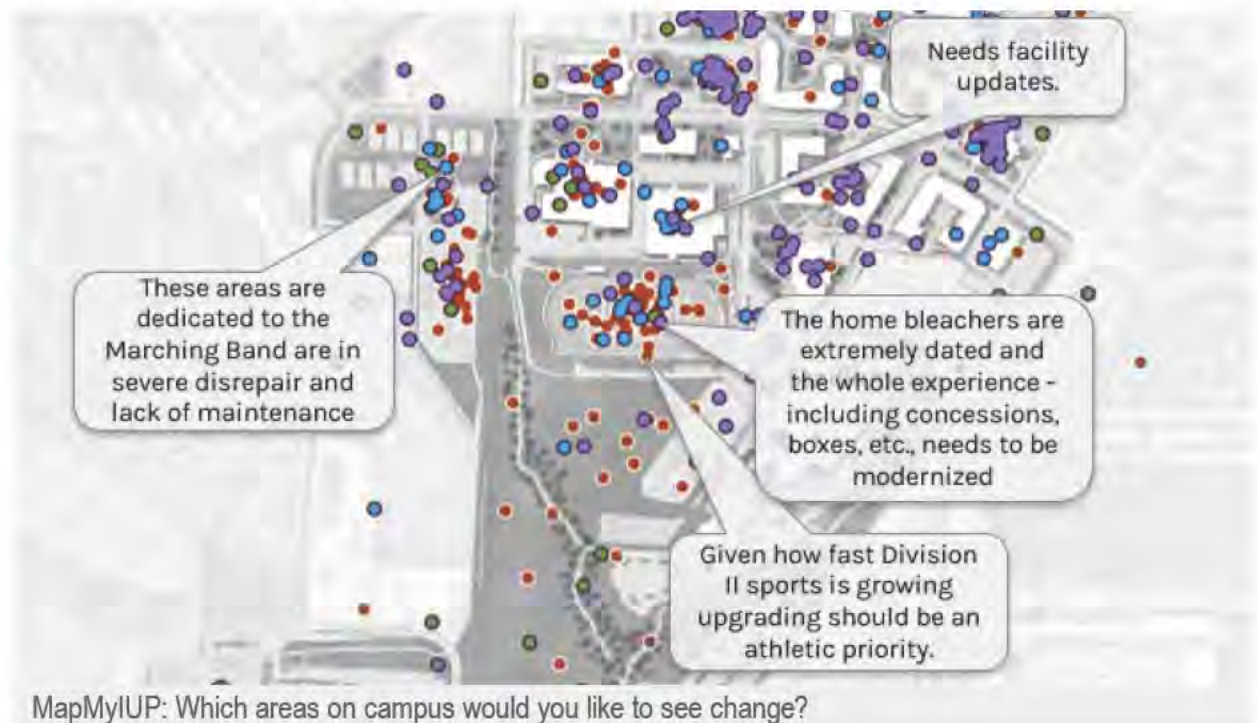 Needs facility
updates.
These areas are
dedicated to the
Marching Band are in
severe disrepair and
lack of maintenance
The home bleachers are
extremely dated and
the whole experience -
including concessions,
boxes, etc., needs to be
modernized
Given how fast Division
II sports is growing
upgrading should be an
athletic priority.
MapMyIUP: Which areas on campus would you like to see change?